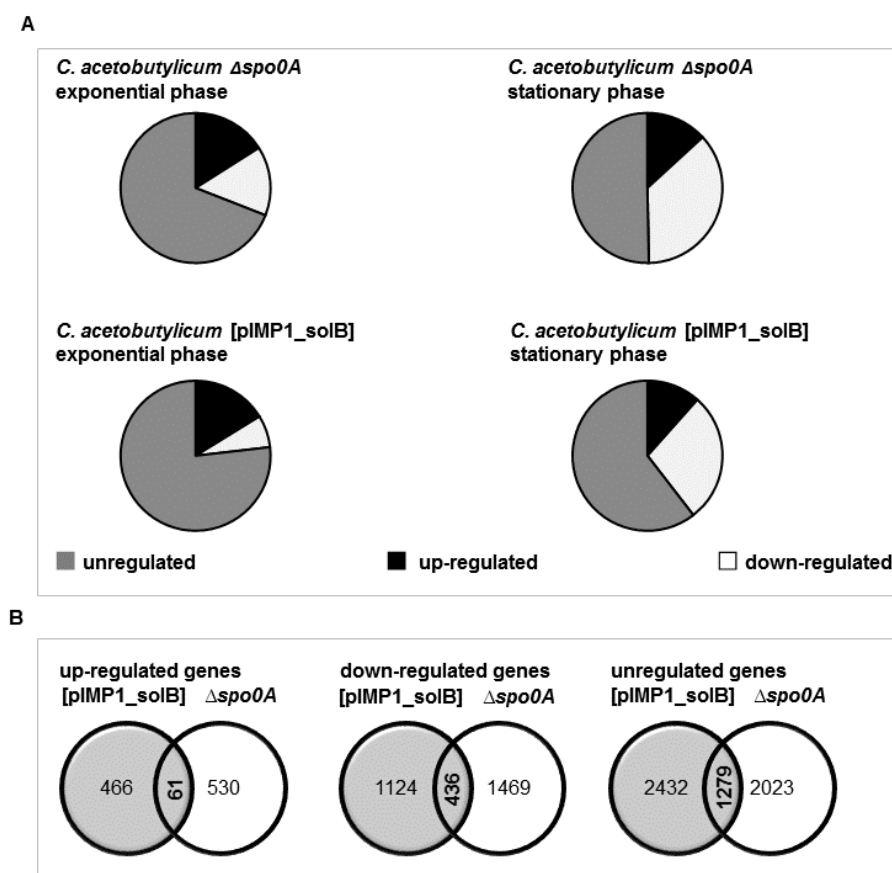 A
C. acetobutylicum Δspo0A
exponential phase
C. acetobutylicum Δspo0A
stationary phase
C. acetobutylicum [pIMP1_solB]
exponential phase
C. acetobutylicum [pIMP1_solB]
stationary phase
unregulated
up-regulated
down-regulated
B
up-regulated genes
[pIMP1_solB] Δspo0A
466 61 530
down-regulated genes
[pIMP1_solB] Δspo0A
1124 436 1469
unregulated genes
[pIMP1_solB] Δspo0A
2432 1279 2023